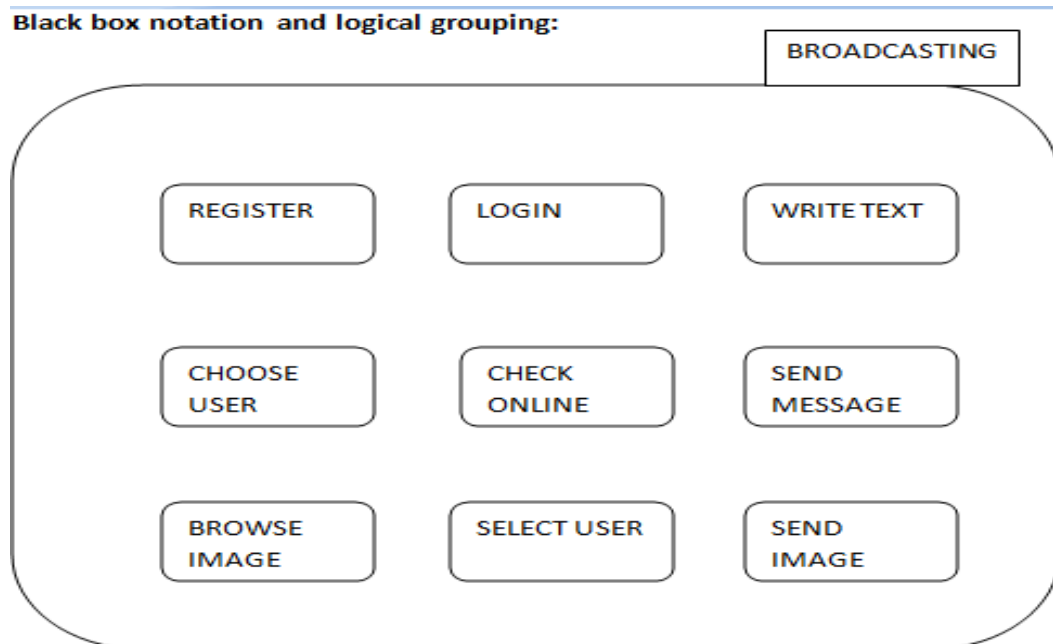 Black box notation and logical grouping:
BROADCASTING
REGISTER
LOGIN
WRITE TEXT
CHOOSE
USER
CHECK
ONLINE
SEND
MESSAGE
BROWSE
IMAGE
SELECT USER
SEND
IMAGE